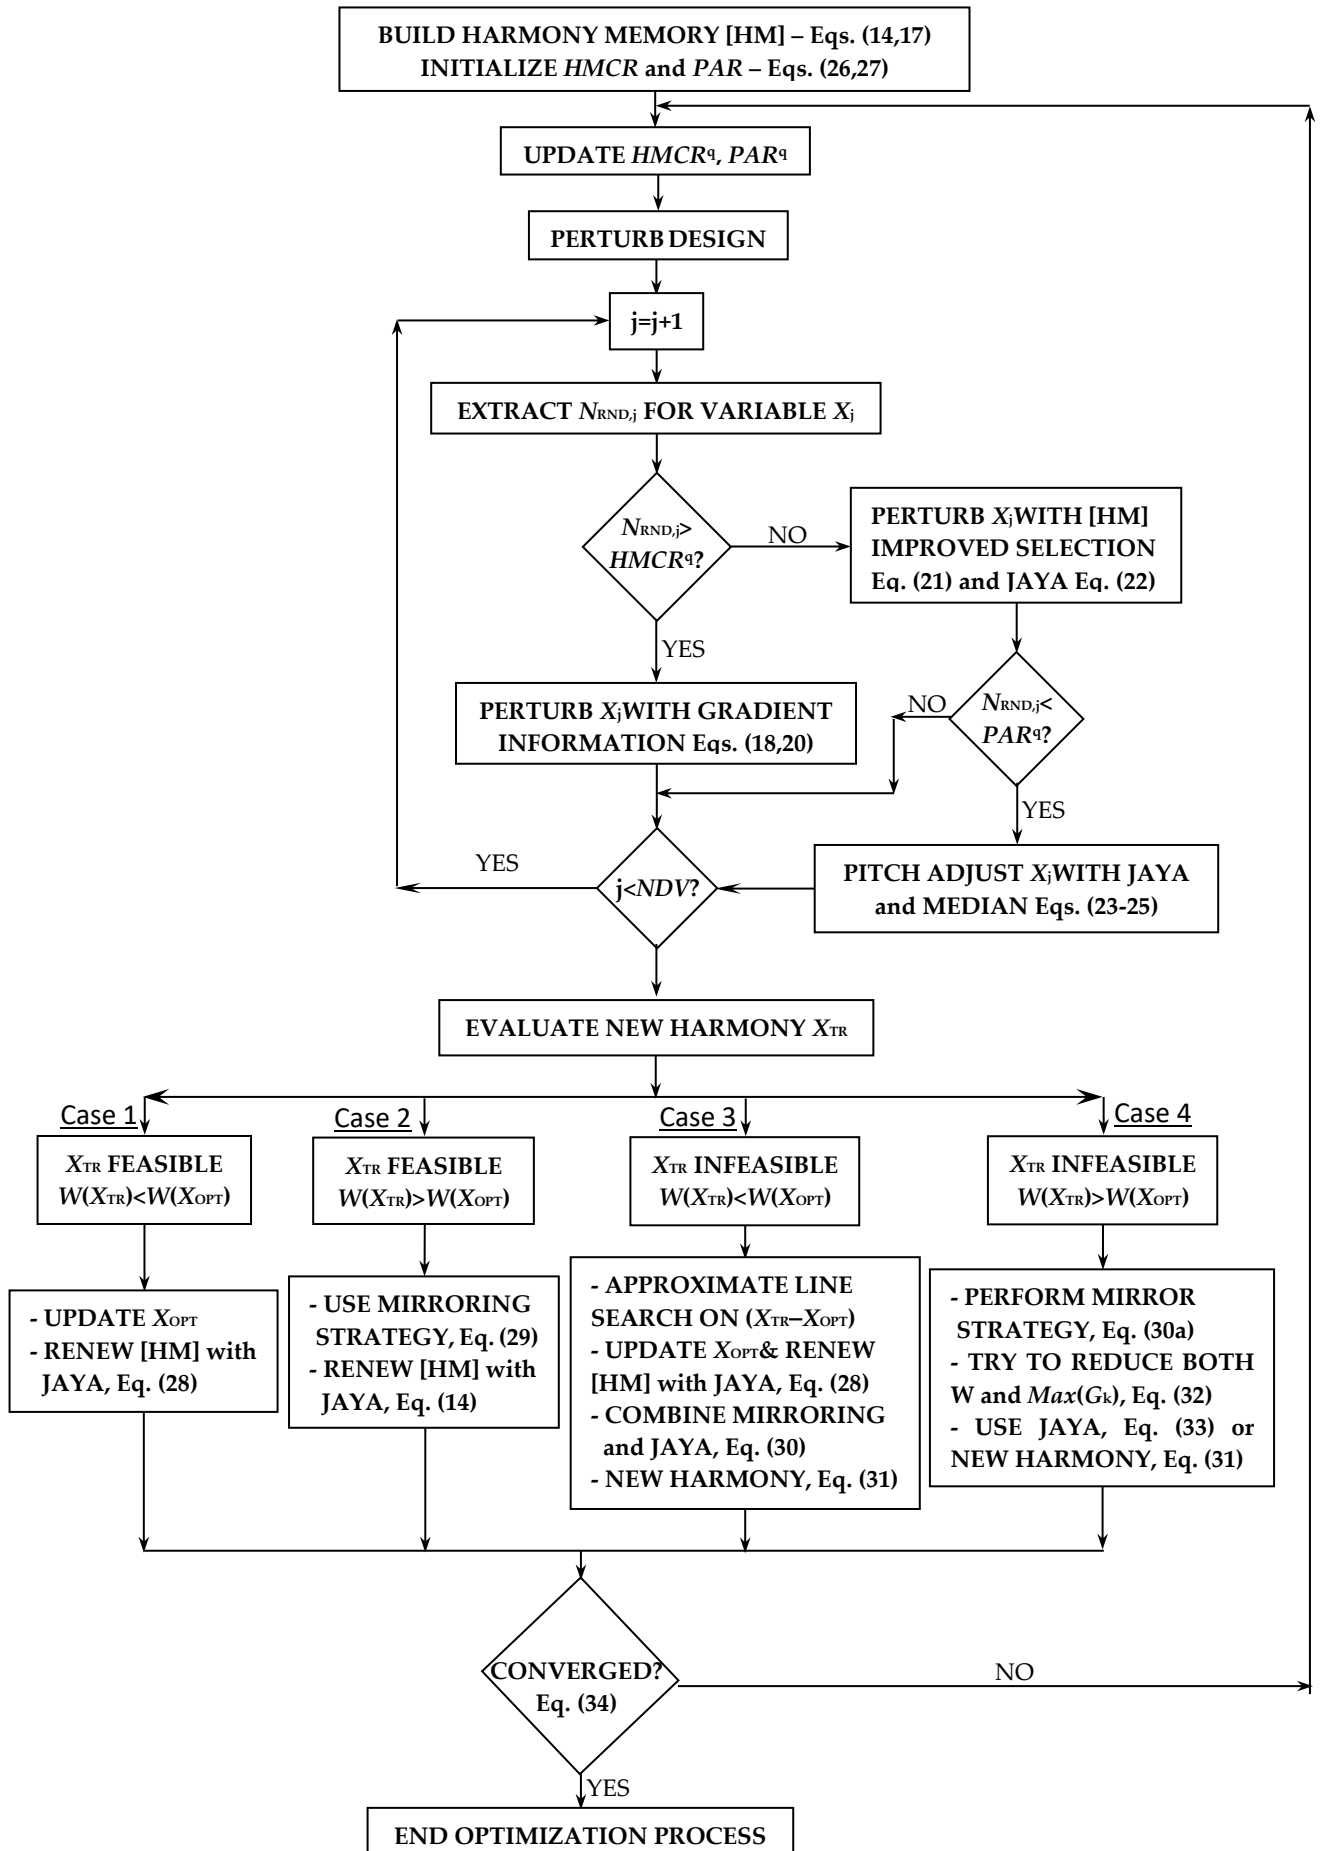 BUILD HARMONY MEMORY [HM] – Eqs. (14,17)
INITIALIZE HMCR and PAR – Eqs. (26,27)
UPDATE HMCRq, PARq
PERTURB DESIGN
j=j+1
EXTRACT NRND,j FOR VARIABLE Xj
NRND,j>
HMCRq?
NO
PERTURB XjWITH [HM]
IMPROVED SELECTION
Eq. (21) and JAYA Eq. (22)
YES
PERTURB XjWITH GRADIENT
INFORMATION Eqs. (18,20)
NO
NRND,j<
PARq?
YES
YES
j<NDV?
PITCH ADJUST XjWITH JAYA
and MEDIAN Eqs. (23-25)
EVALUATE NEW HARMONY XTR
Case 1
XTR FEASIBLE
W(XTR)<W(XOPT)
- UPDATE XOPT
- RENEW [HM] with
JAYA, Eq. (28)
Case 2
XTR FEASIBLE
W(XTR)>W(XOPT)
- USE MIRRORING
STRATEGY, Eq. (29)
- RENEW [HM] with
JAYA, Eq. (14)
Case 3
XTR INFEASIBLE
W(XTR)<W(XOPT)
- APPROXIMATE LINE
SEARCH ON (XTR–XOPT)
- UPDATE XOPT& RENEW
[HM] with JAYA, Eq. (28)
- COMBINE MIRRORING
and JAYA, Eq. (30)
- NEW HARMONY, Eq. (31)
Case 4
XTR INFEASIBLE
W(XTR)>W(XOPT)
- PERFORM MIRROR
STRATEGY, Eq. (30a)
- TRY TO REDUCE BOTH
W and Max(Gk), Eq. (32)
- USE JAYA, Eq. (33) or
NEW HARMONY, Eq. (31)
CONVERGED?
Eq. (34)
NO
YES
END OPTIMIZATION PROCESS